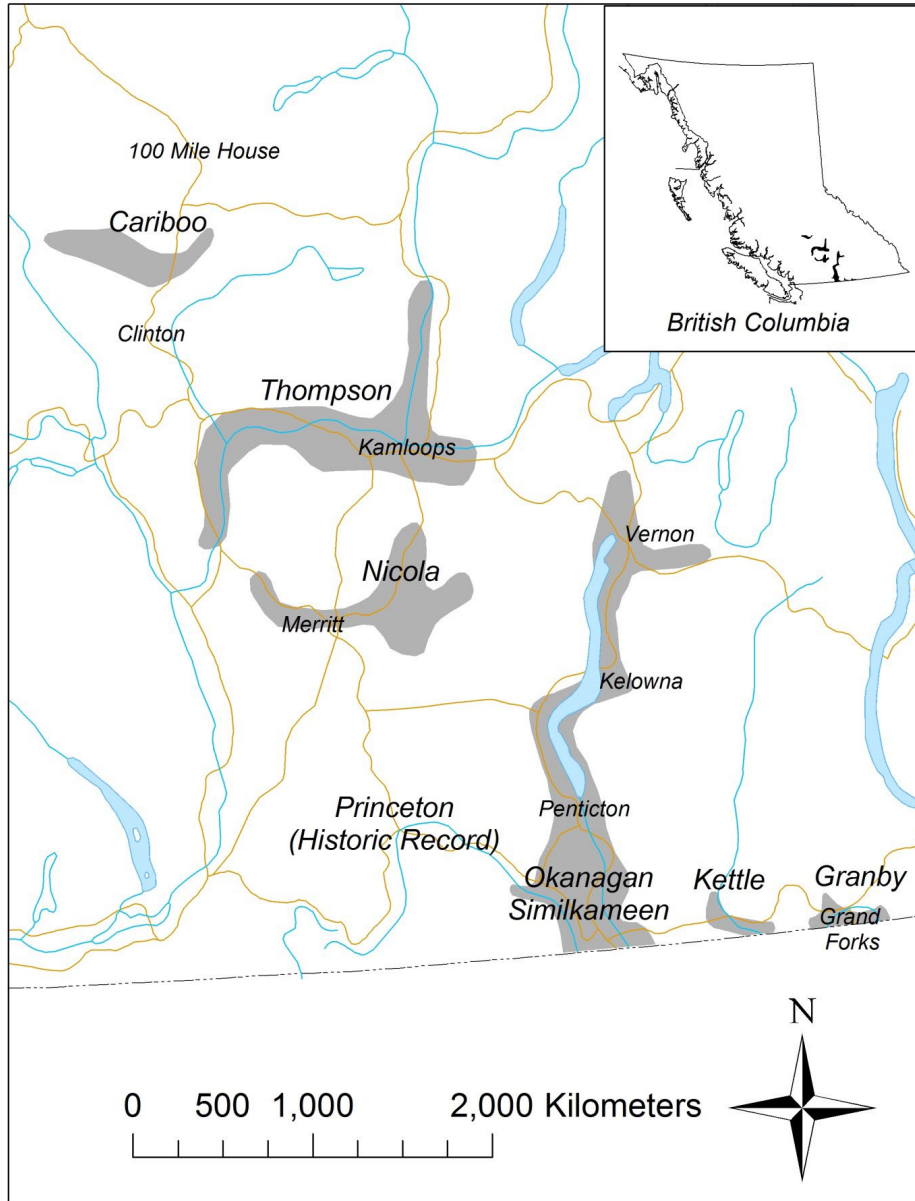 100 Mile House
Cariboo
British Columbia
Clinton
Thompson
Kamloops
Vernon
Nicola
Merritt
Kelowna
Princeton
(Historic Record)
Penticton
Okanagan
Similkameen
Kettle
Granby
Grand
Forks
N
0 500 1,000 2,000 Kilometers